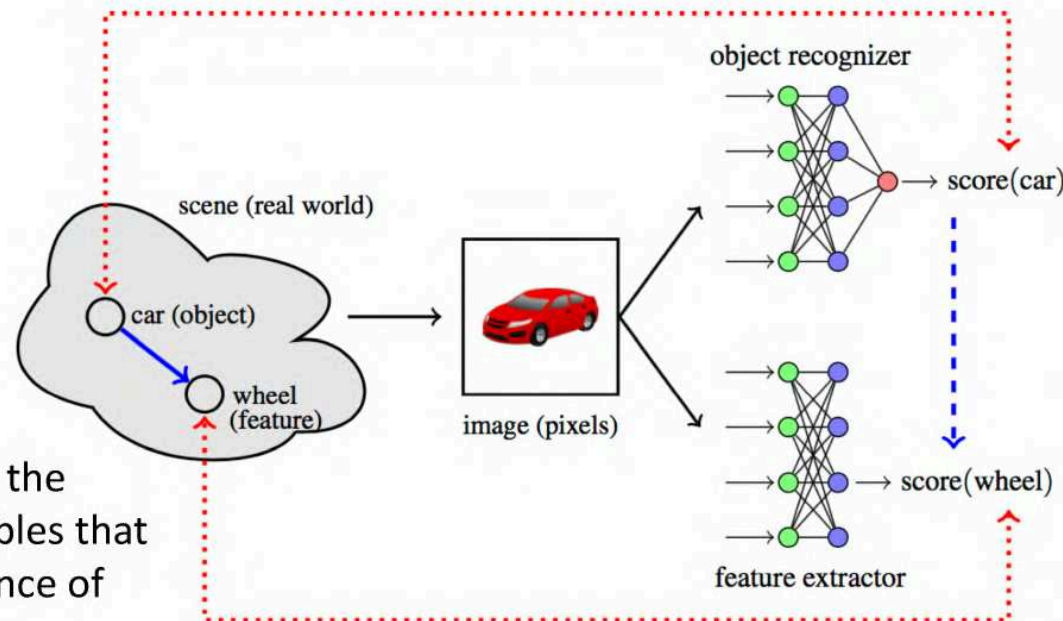 object recognizer
score(car)
scene (real world)
car (object)
wheel
(feature)
image (pixels)
score(wheel)
feature extractor
the
bles that
nce of